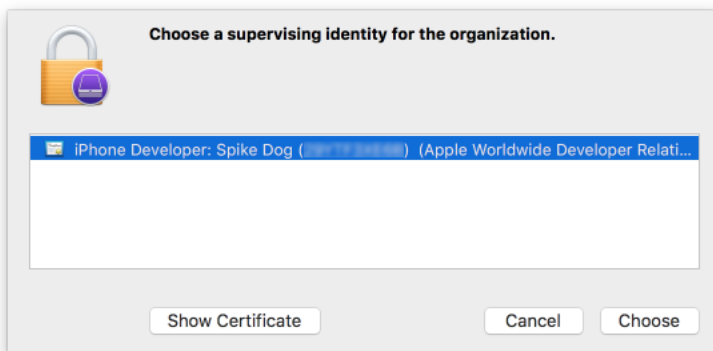 Choose a supervising identity for the organization.
iPhone Developer: Spike Dog ( ) (Apple Worldwide Developer Relati...
Show Certificate
Cancel
Choose